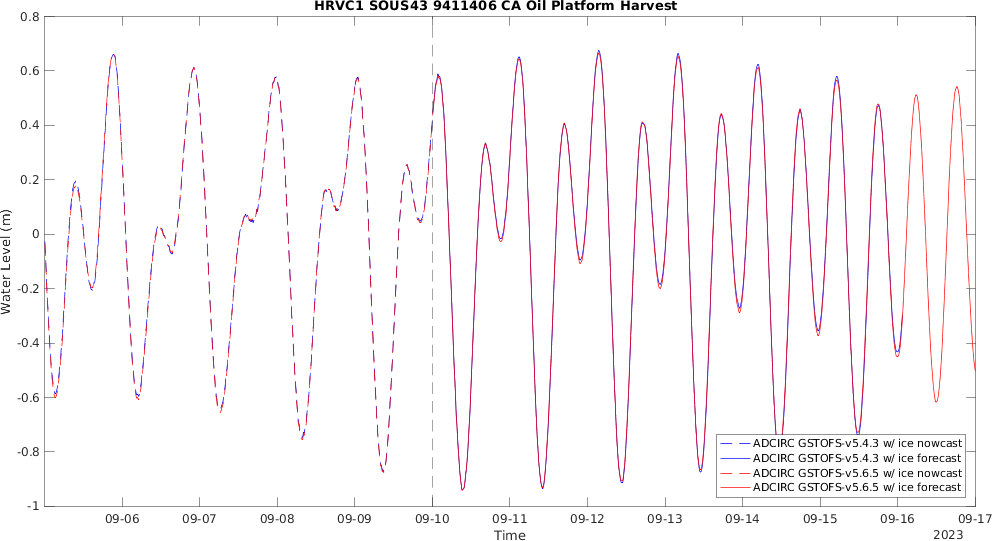 HRVC1 SOUS43 9411406 CA Oil Platform Harvest
0.8
0.6
0.4
0.2
0
-0.2
-0.4
-0.6
-0.8
-1
Water Level (m)
ADCIRC GSTOFS-v5.4.3 w/ ice nowcast
ADCIRC GSTOFS-v5.4.3 w/ ice forecast
ADCIRC GSTOFS-v5.6.5 w/ ice nowcast
ADCIRC GSTOFS-v5.6.5 w/ ice forecast
09-06 09-07 09-08 09-09 09-10 09-11 09-12 09-13 09-14 09-15 09-16 09-17
Time
2023